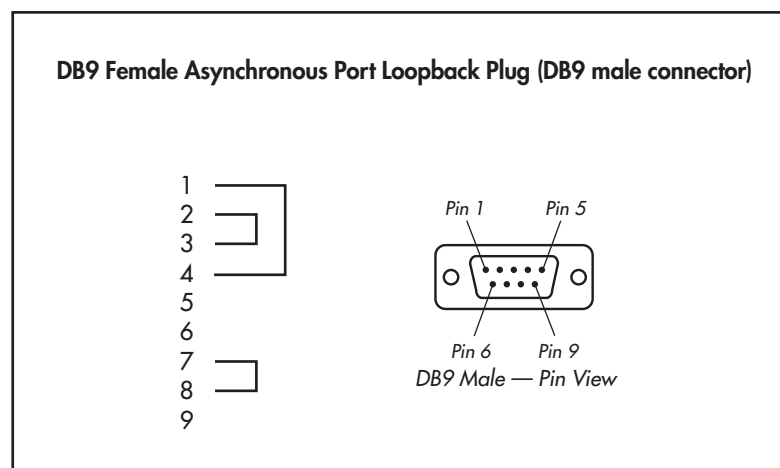 DB9 Female Asynchronous Port Loopback Plug (DB9 male connector)
1
2
3
4
5
6
7
8
9
Pin 1 Pin 5
Pin 6 Pin 9
DB9 Male — Pin View